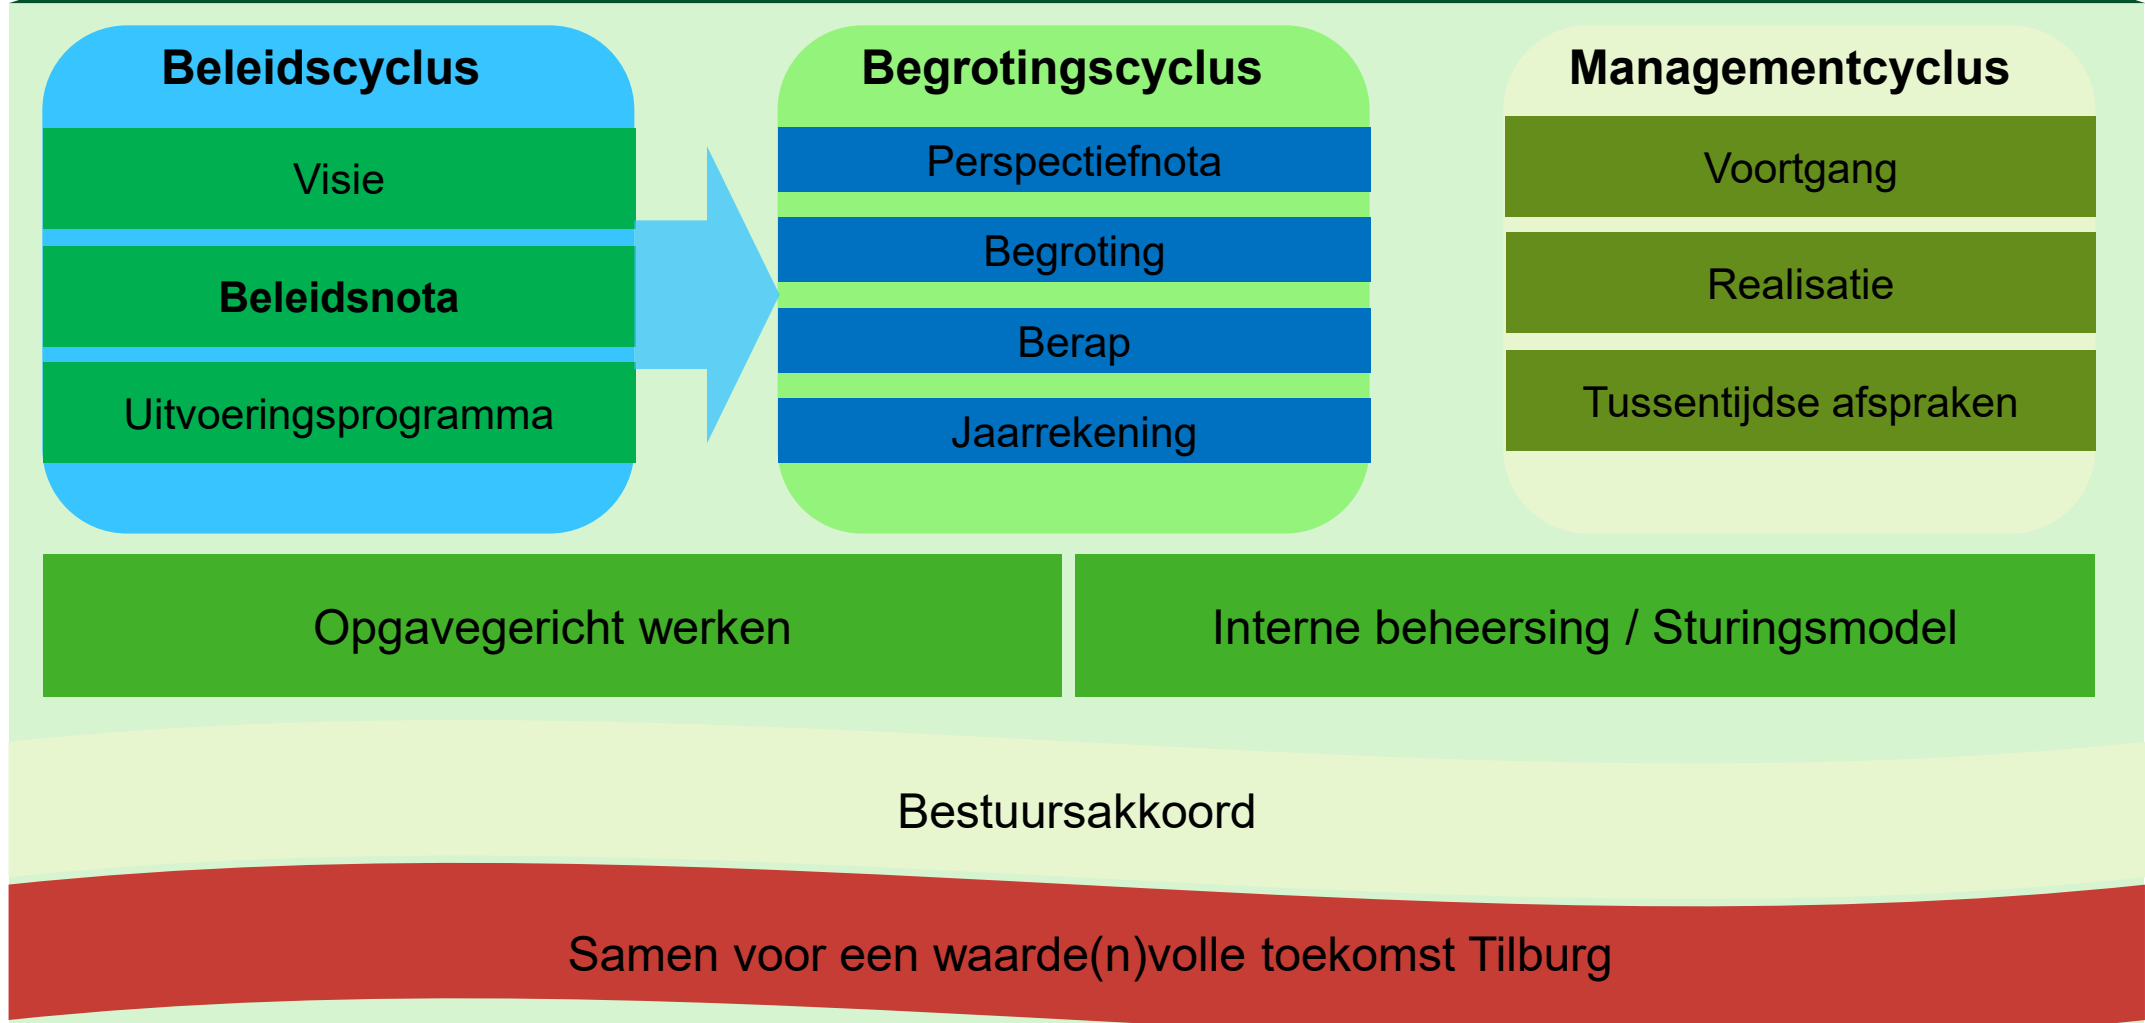 Beleidscyclus
Visie
Beleidsnota
Uitvoeringsprogramma
Begrotingscyclus
Perspectiefnota
Begroting
Berap
Jaarrekening
Managementcyclus
Voortgang
Realisatie
Tussentijdse afspraken
Opgavegericht werken
Interne beheersing / Sturingsmodel
Bestuursakkoord
Samen voor een waarde(n)volle toekomst Tilburg